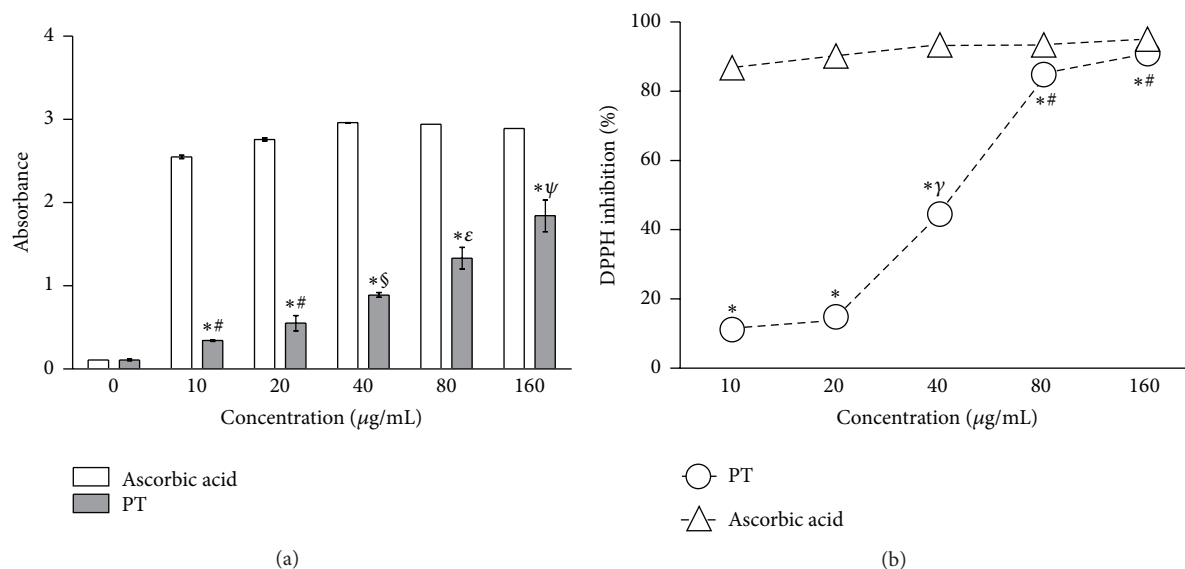 4
3
2
1
0
Absorbance
*#
*#
*§
*ε
*ψ
0 10 20 40 80 160
Concentration (μg/mL)
Ascorbic acid
PT
(a)
100
80
60
40
20
0
DPPH inhibition (%)
*
*
*γ
*#
*#
10 20 40 80 160
Concentration (μg/mL)
PT
Ascorbic acid
(b)